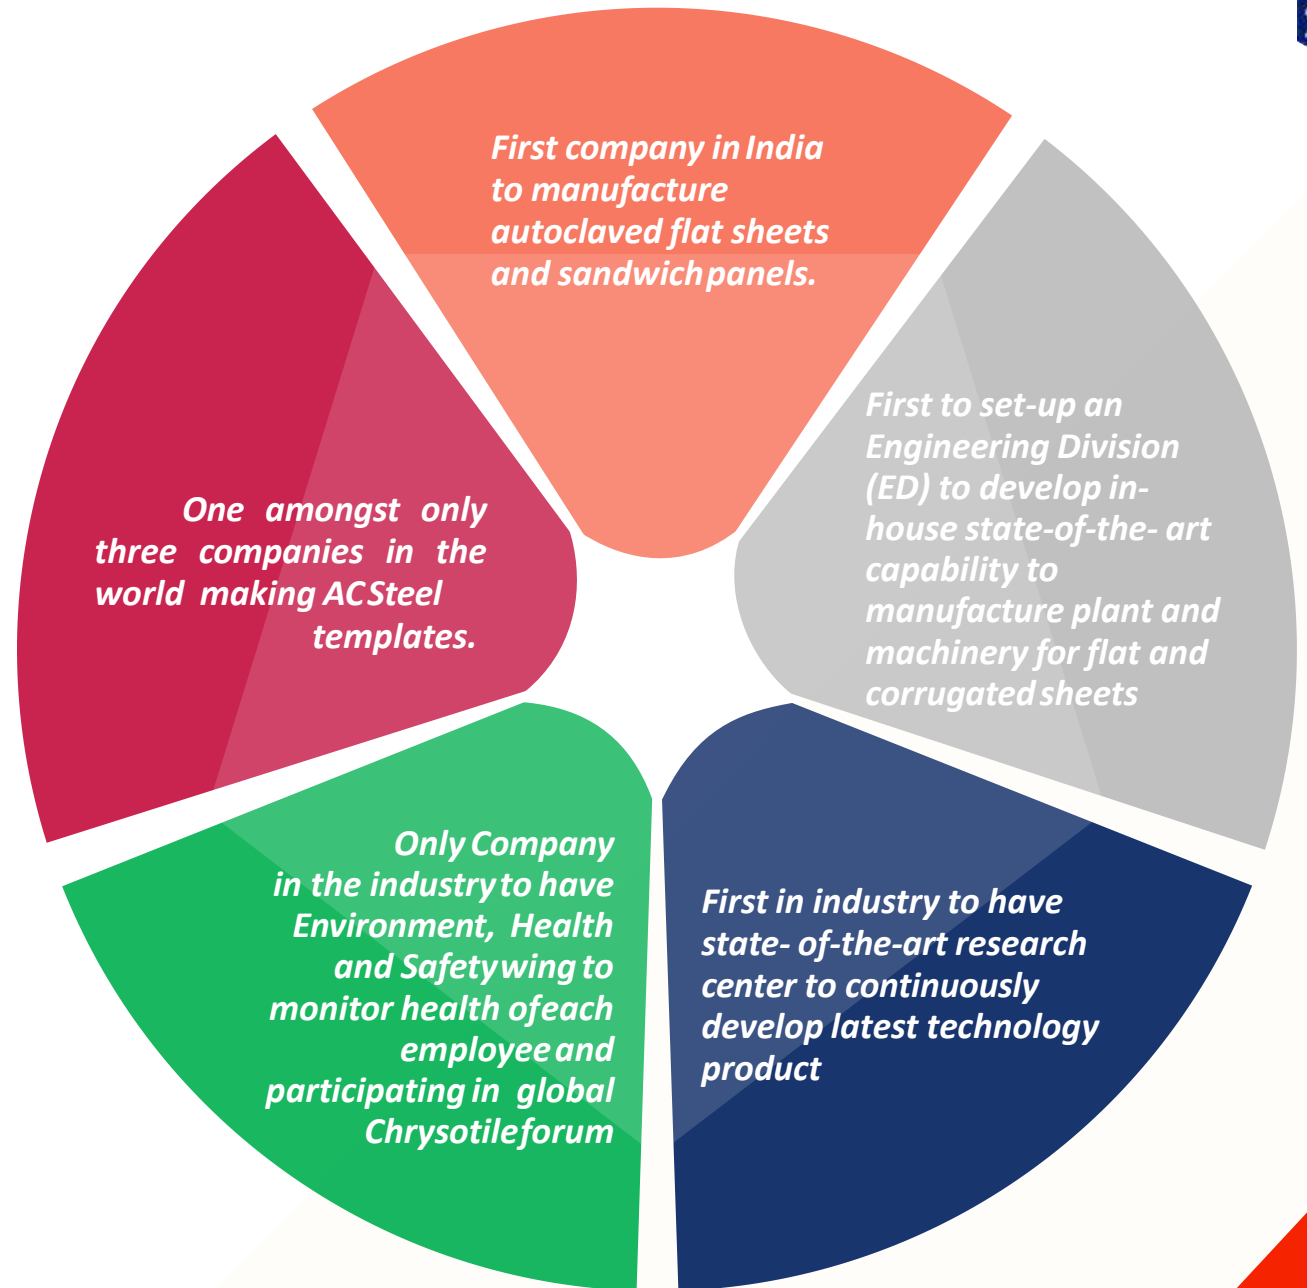 First company in India
to manufacture
autoclaved flat sheets
and sandwich panels.
First to set-up an
Engineering Division
(ED) to develop in-
house state-of-the- art
capability to
manufacture plant and
machinery for flat and
corrugated sheets
First in industry to have
state- of-the-art research
center to continuously
develop latest technology
product
Only Company
in the industry to have
Environment, Health
and Safety wing to
monitor health of each
employee and
participating in global
Chrysotile forum
One amongst only
three companies in the
world making AC Steel
templates.